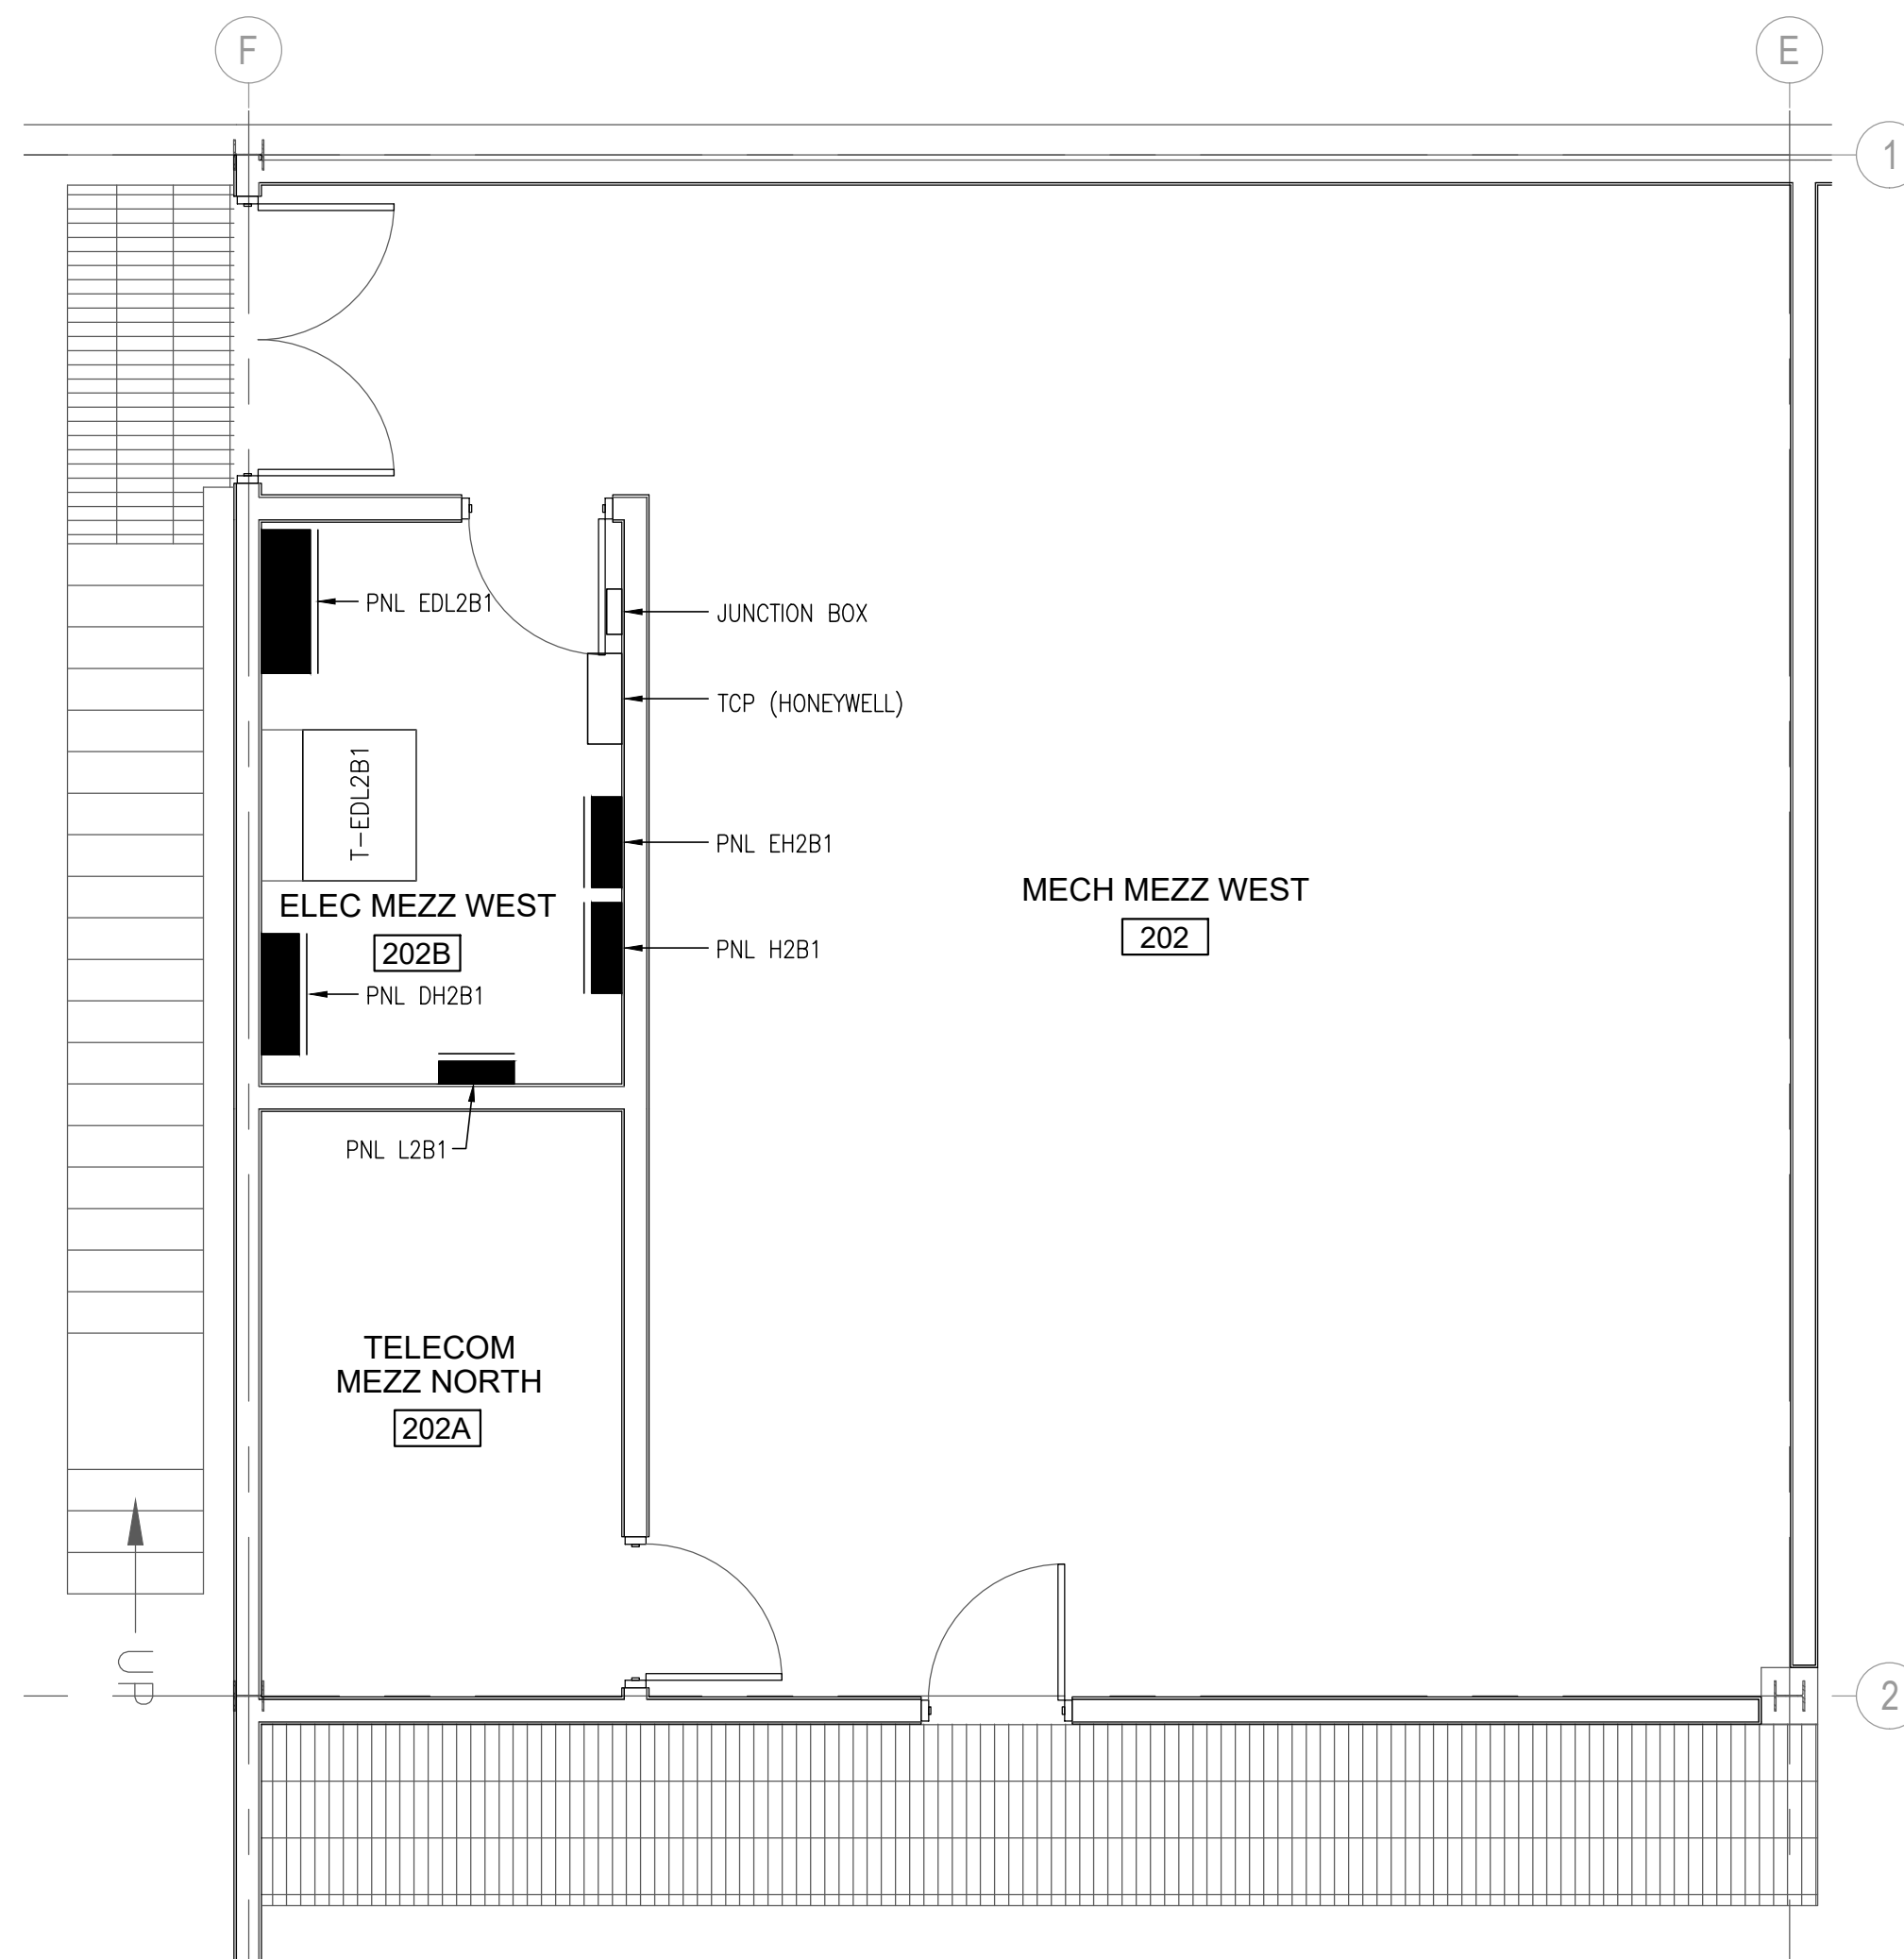 F
E
1
PNL EDL2B1
JUNCTION BOX
TCP (HONEYWELL)
T-EDL2B1
PNL EH2B1
MECH MEZZ WEST
202
ELEC MEZZ WEST
202B
PNL H2B1
PNL DH2B1
PNL L2B1
TELECOM
MEZZ NORTH
202A
UP
2